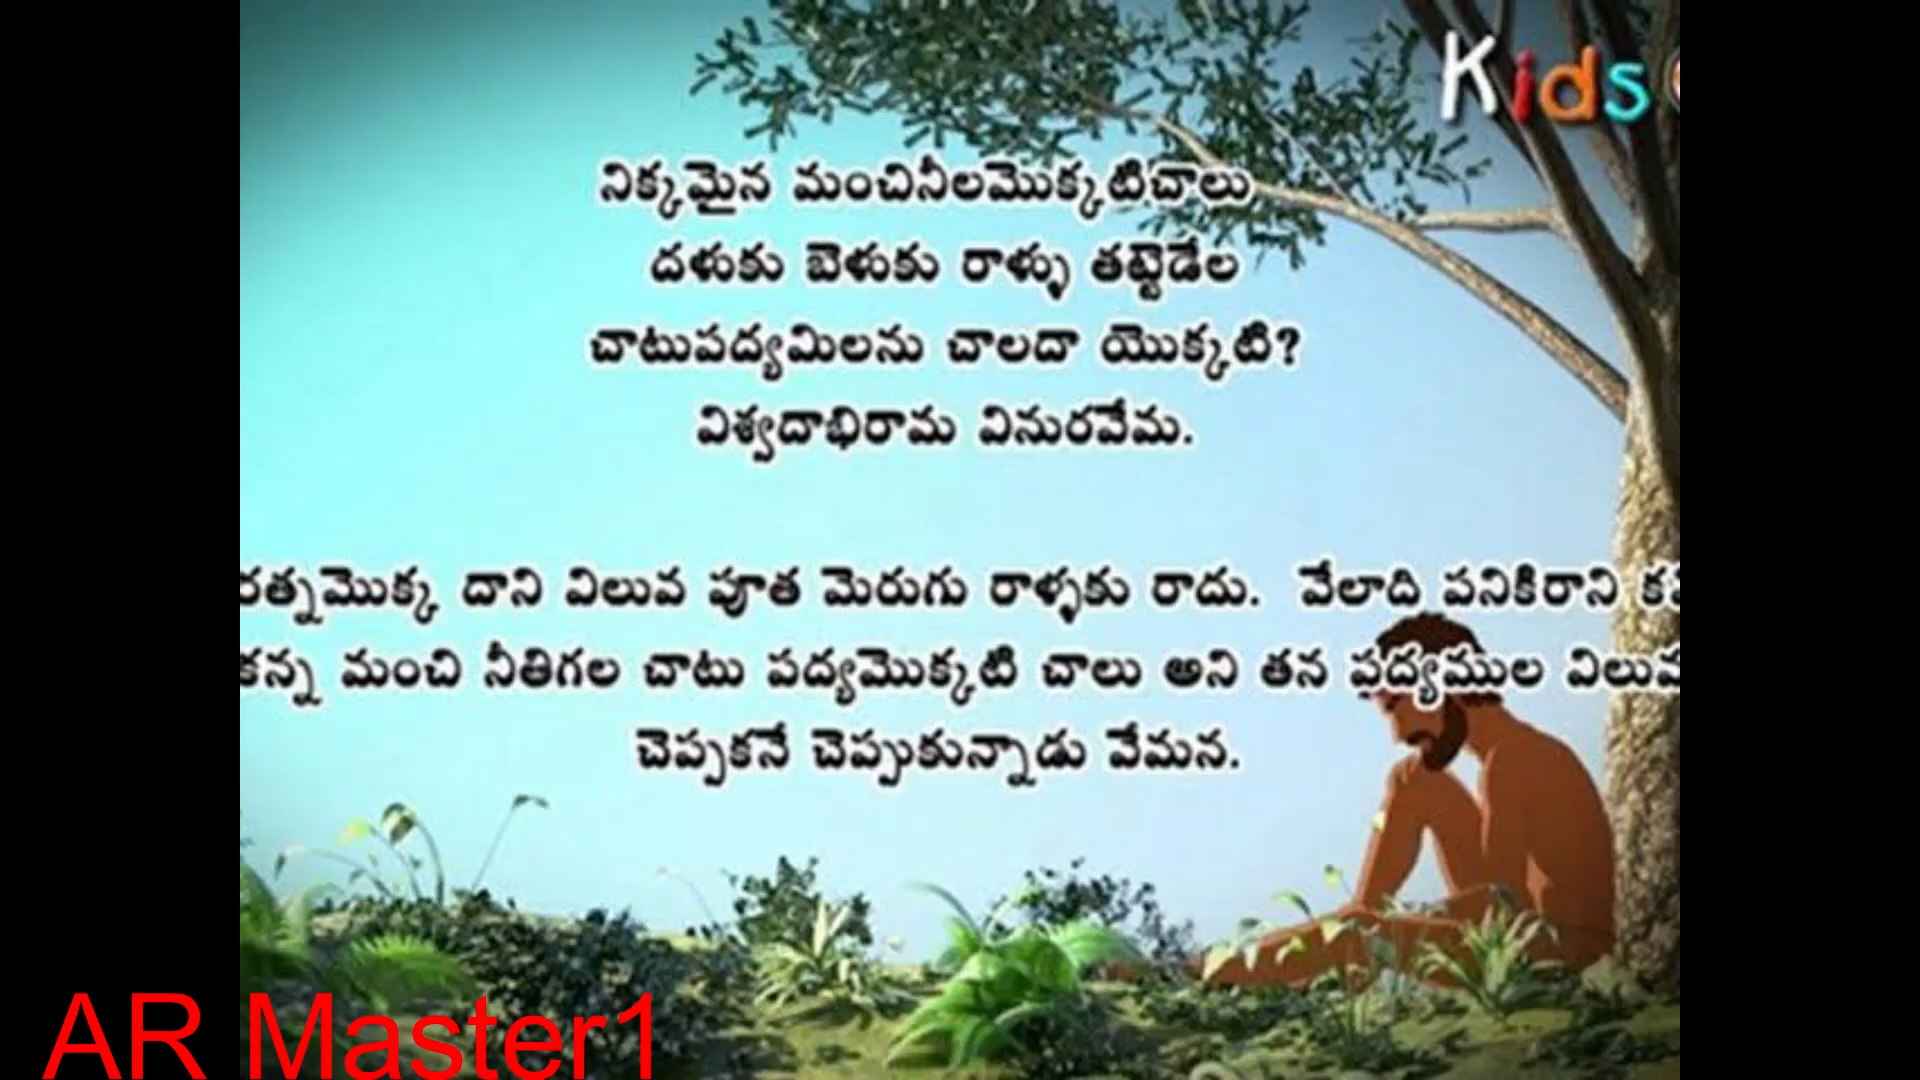 Kids
నిక్కమైన మంచినీలమొక్కటిచాలు
దళుకు బెళుకు రాళ్ళు తట్టెడేల
చాటుపద్యమిలను చాలదా యొక్కటి?
విశ్వదాభిరామ వినురవేమ.
రత్నమొక్క దాని విలువ పూత మెరుగు రాళ్ళకు రాదు. వేలాది పనికిరాని
కన్న మంచి నీతిగల చాటు పద్యమొక్కటి చాలు అని తన పద్యముల విలువ
చెప్పకనే చెప్పుకున్నాడు వేమన.
AR Master1